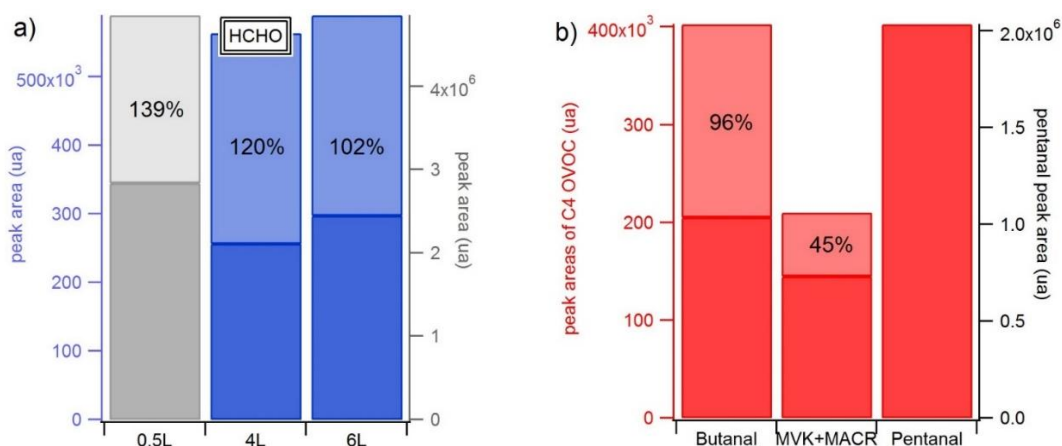 a)
HCHO
peak area (ua)
500x10³
400
300
200
100
0
139%
120%
102%
4x10⁶
3
2
1
0
peak area (ua)
0.5L
4L
6L
b)
peak areas of C4 OVOC (ua)
400x10³
300
200
100
0
96%
45%
2.0x10⁶
1.5
1.0
0.5
0.0
pentanal peak area (ua)
Butanal
MVK+MACR
Pentanal